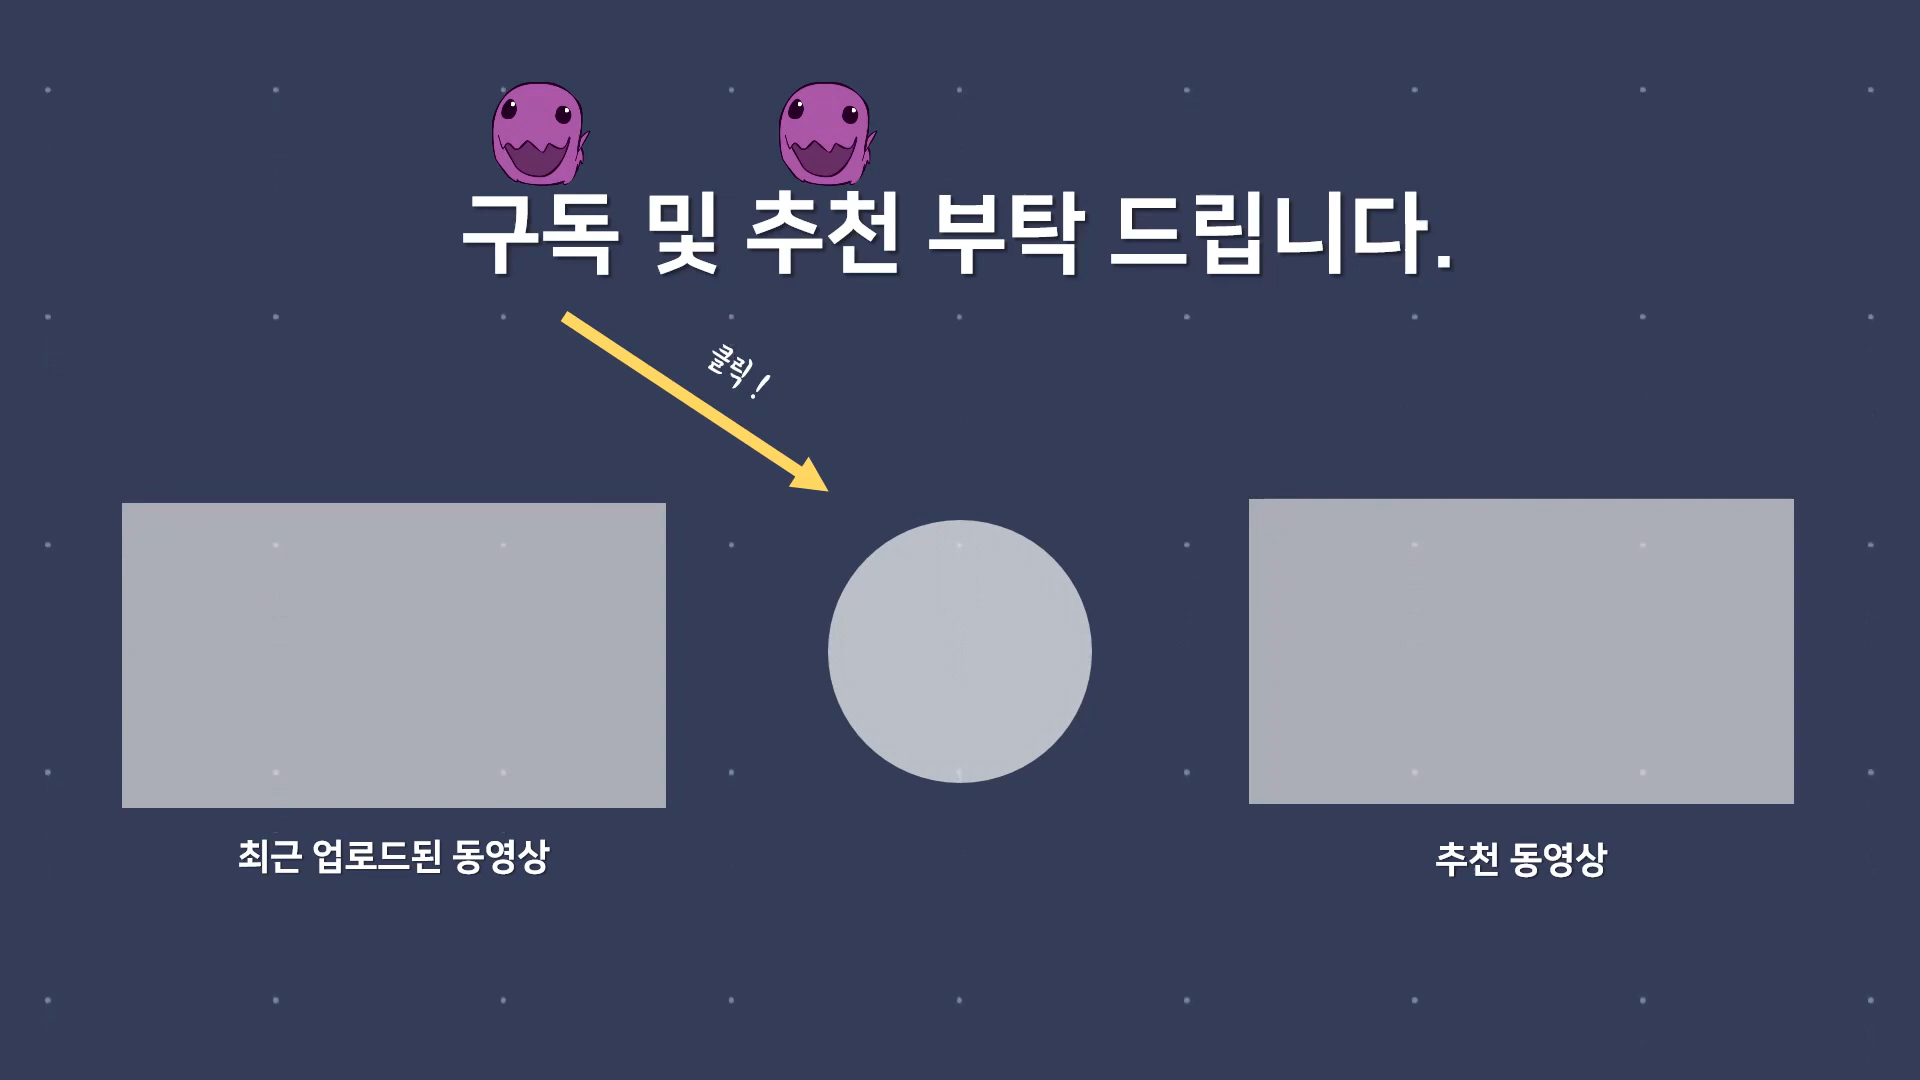 구독 및 추천 부탁 드립니다.
클릭!
최근 업로드된 동영상
추천 동영상